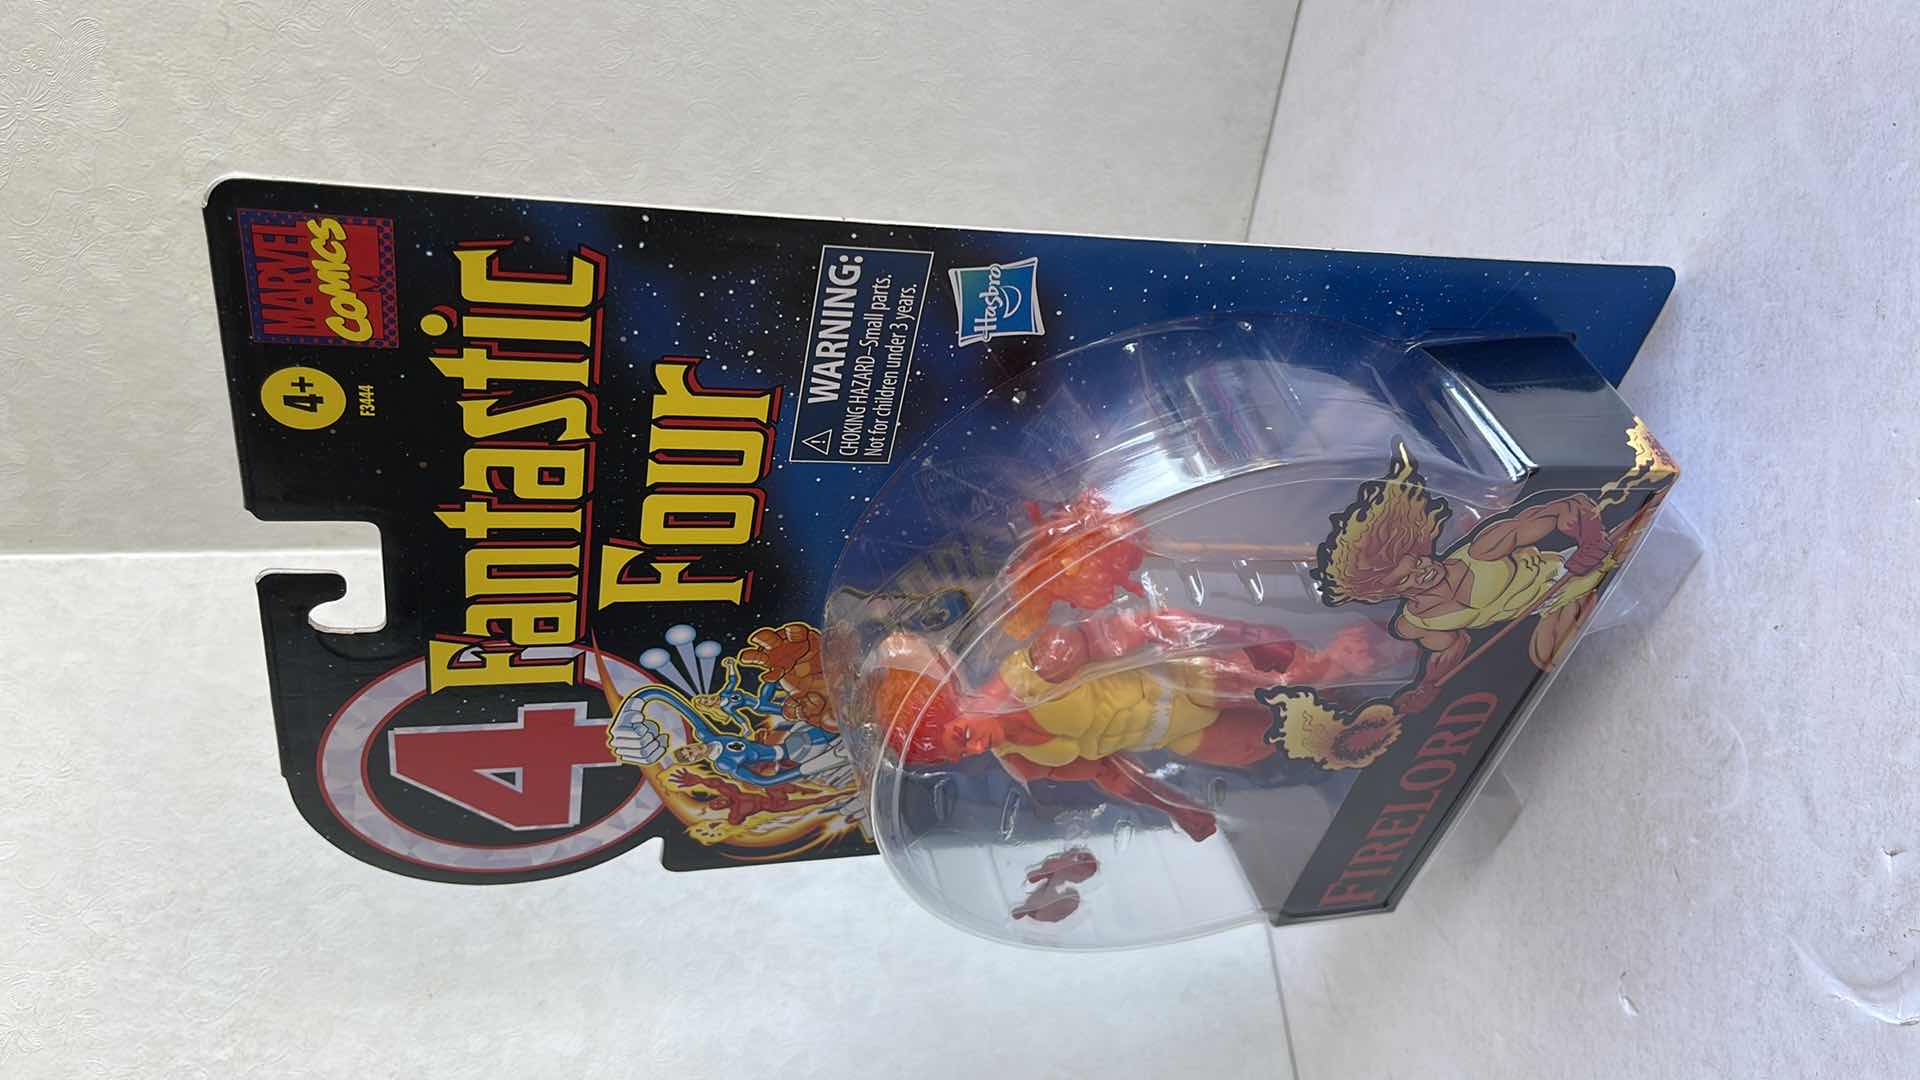 MARVEL
COMICS
4+
F3444
4
Fantastic
Four
WARNING:
CHOKING HAZARD–Small parts.
Not for children under 3 years.
Hasbro
4
FIRELORD